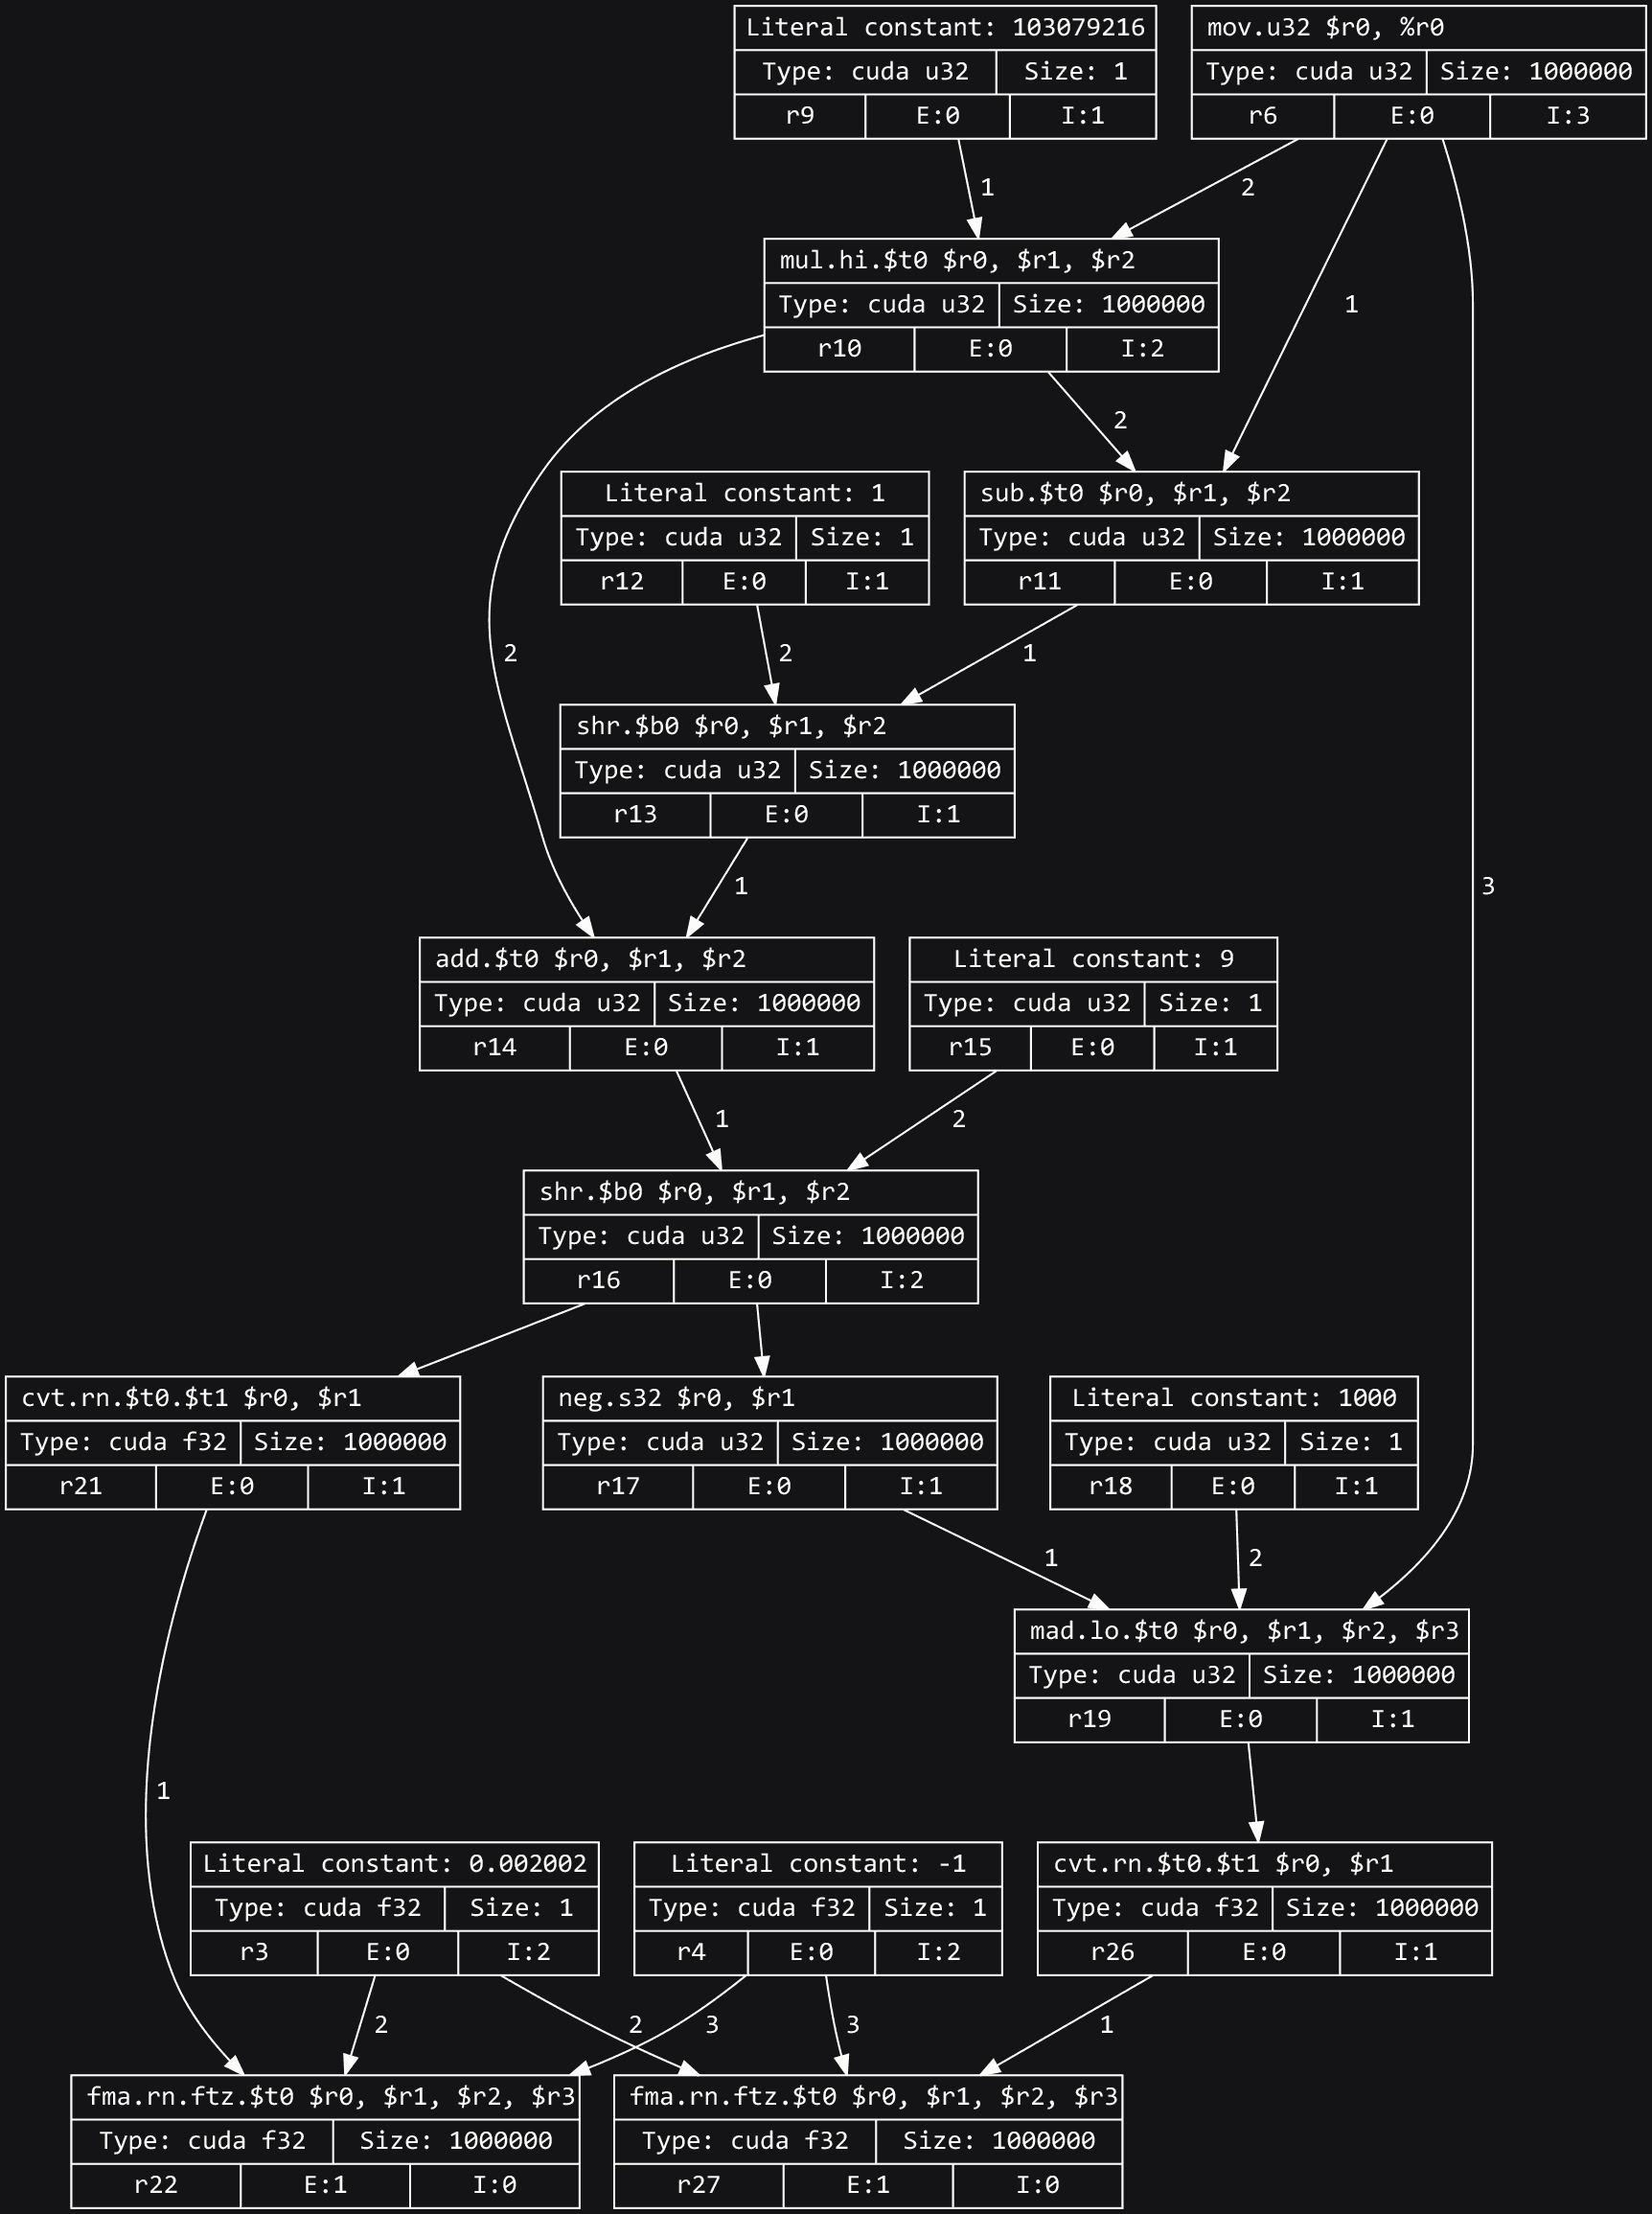 Literal constant: 103079216
Type: cuda u32 Size: 1
r9 E:0 I:1
mov.u32 $r0, %r0
Type: cuda u32 Size: 1000000
r6 E:0 I:3
1
2
mul.hi.$t0 $r0, $r1, $r2
Type: cuda u32 Size: 1000000
r10 E:0 I:2
1
2
Literal constant: 1
Type: cuda u32 Size: 1
r12 E:0 I:1
sub.$t0 $r0, $r1, $r2
Type: cuda u32 Size: 1000000
r11 E:0 I:1
2
2
1
shr.$b0 $r0, $r1, $r2
Type: cuda u32 Size: 1000000
r13 E:0 I:1
1
3
add.$t0 $r0, $r1, $r2
Type: cuda u32 Size: 1000000
r14 E:0 I:1
Literal constant: 9
Type: cuda u32 Size: 1
r15 E:0 I:1
1
2
shr.$b0 $r0, $r1, $r2
Type: cuda u32 Size: 1000000
r16 E:0 I:2
cvt.rn.$t0.$t1 $r0, $r1
Type: cuda f32 Size: 1000000
r21 E:0 I:1
neg.s32 $r0, $r1
Type: cuda u32 Size: 1000000
r17 E:0 I:1
Literal constant: 1000
Type: cuda u32 Size: 1
r18 E:0 I:1
1
2
mad.lo.$t0 $r0, $r1, $r2, $r3
Type: cuda u32 Size: 1000000
r19 E:0 I:1
1
Literal constant: 0.002002
Type: cuda f32 Size: 1
r3 E:0 I:2
Literal constant: -1
Type: cuda f32 Size: 1
r4 E:0 I:2
cvt.rn.$t0.$t1 $r0, $r1
Type: cuda f32 Size: 1000000
r26 E:0 I:1
2
2
3
3
1
fma.rn.ftz.$t0 $r0, $r1, $r2, $r3
Type: cuda f32 Size: 1000000
r22 E:1 I:0
fma.rn.ftz.$t0 $r0, $r1, $r2, $r3
Type: cuda f32 Size: 1000000
r27 E:1 I:0